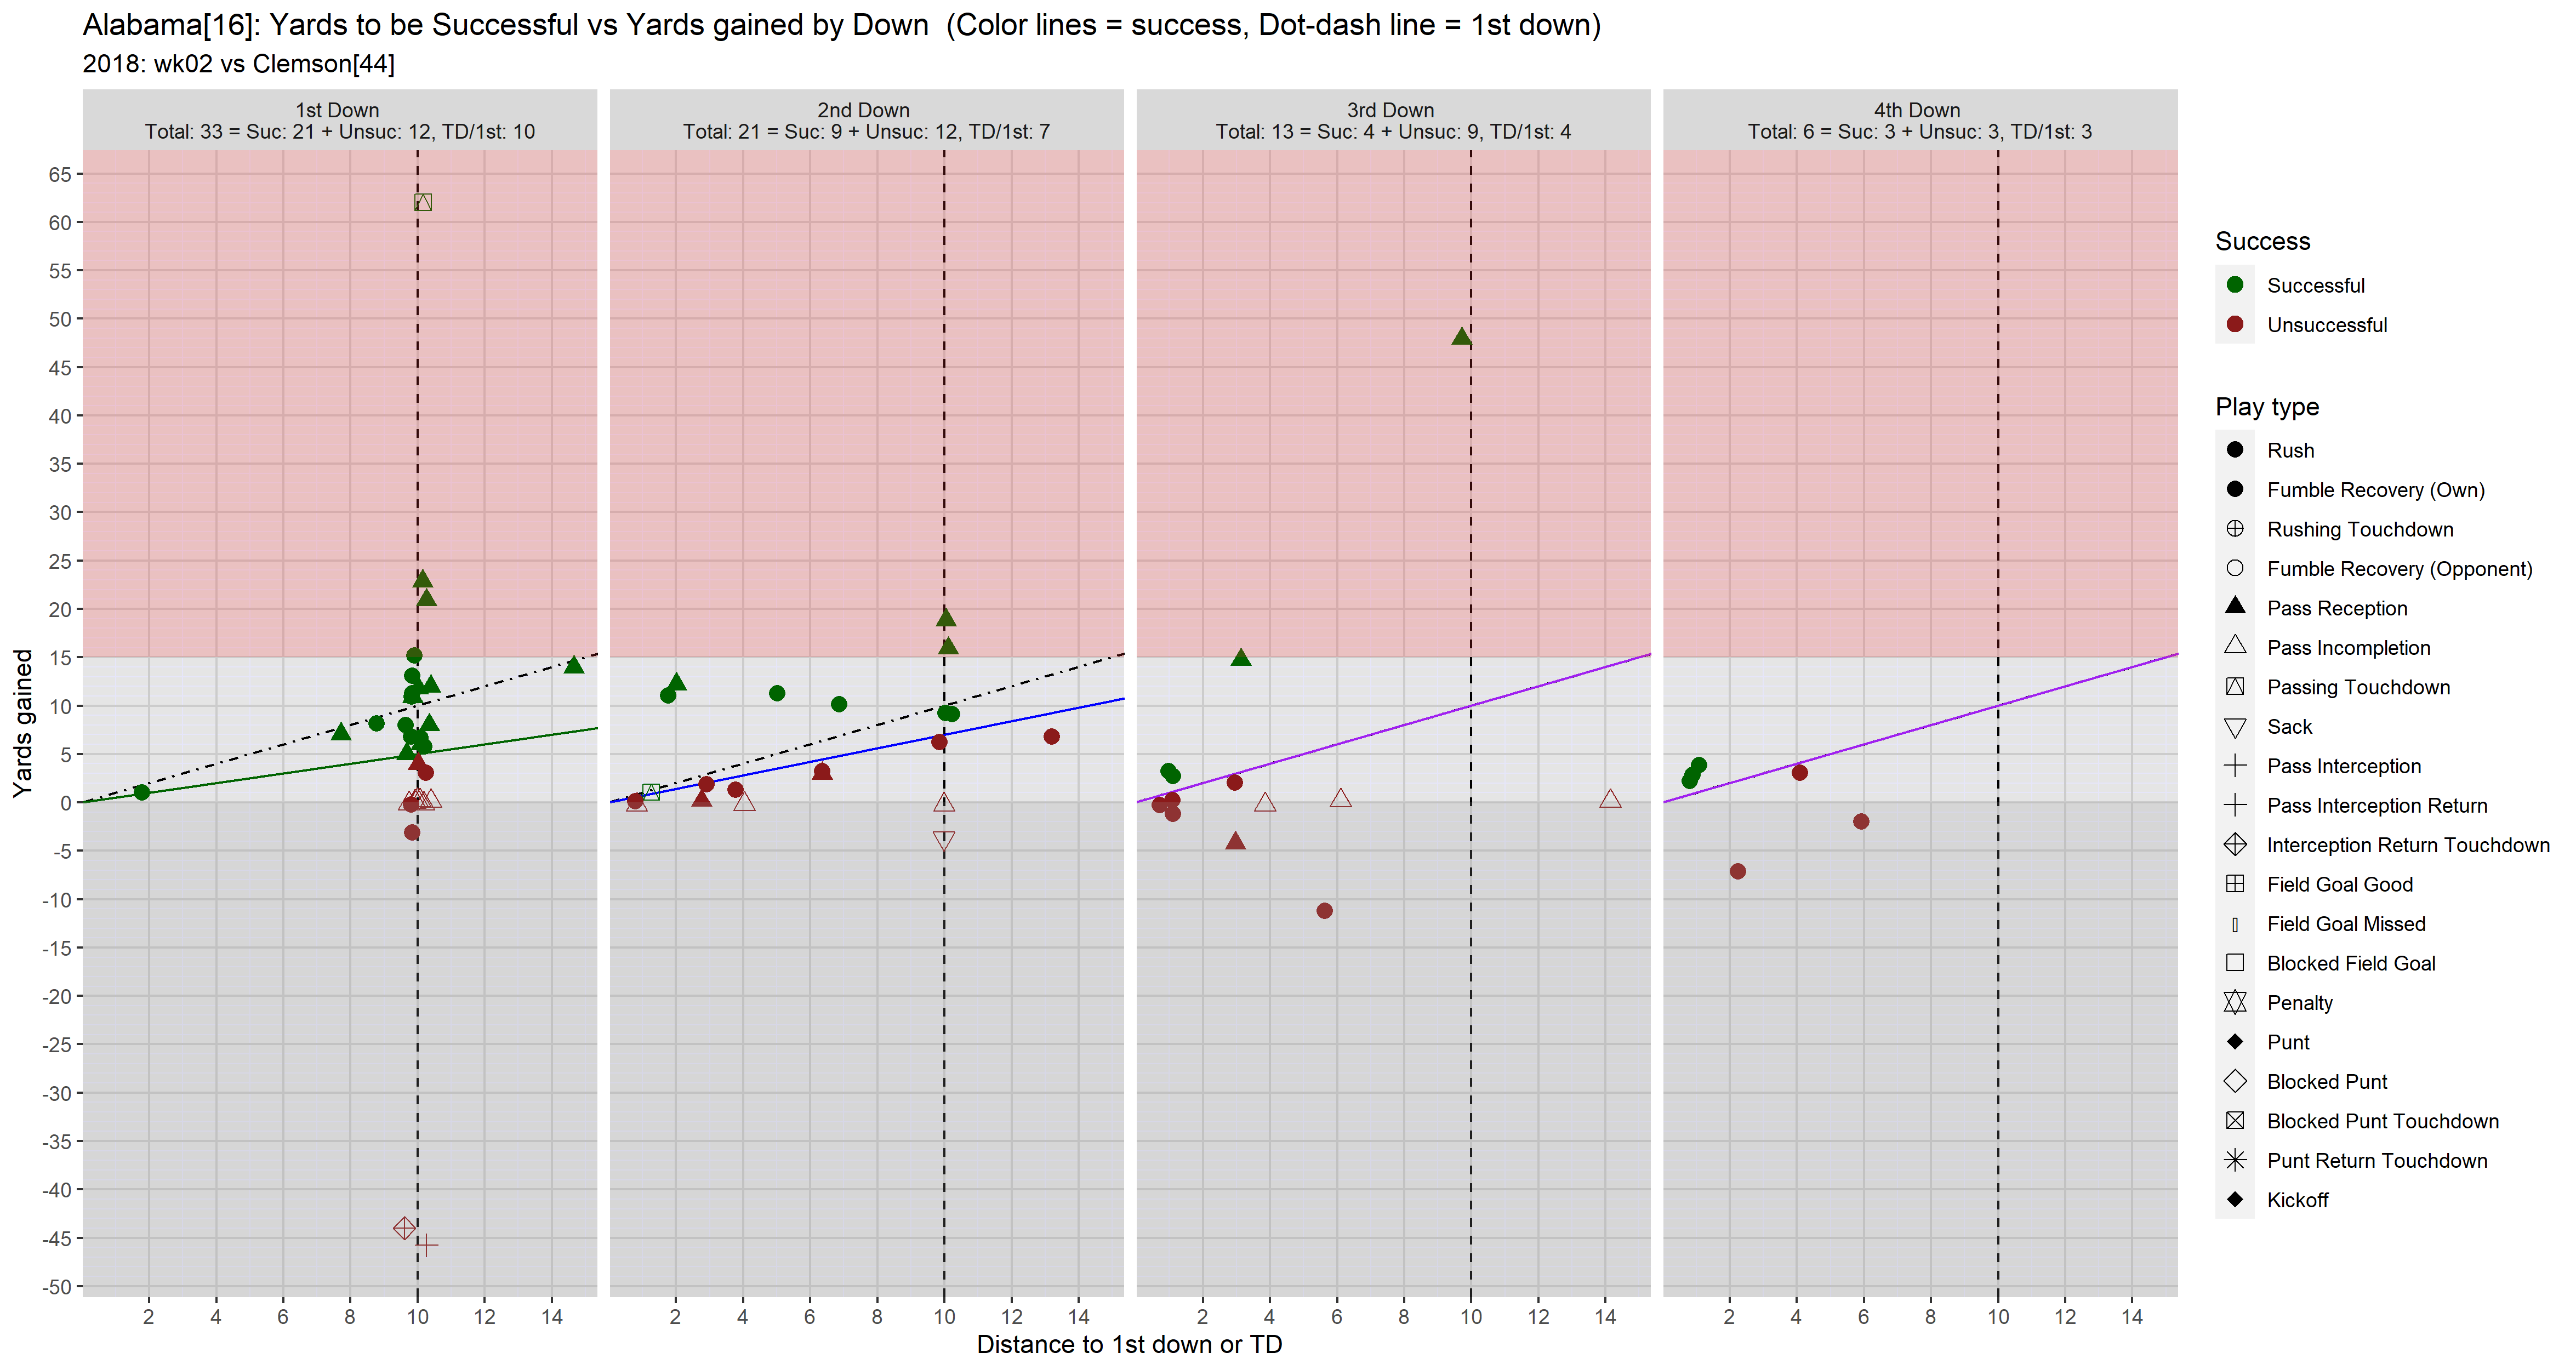 Alabama[16]: Yards to be Successful vs Yards gained by Down  (Color lines = success, Dot-dash line = 1st down)
2018: wk02 vs Clemson[44]
1st Down
Total: 33 = Suc: 21 + Unsuc: 12, TD/1st: 10
2nd Down
Total: 21 = Suc: 9 + Unsuc: 12, TD/1st: 7
3rd Down
Total: 13 = Suc: 4 + Unsuc: 9, TD/1st: 4
4th Down
Total: 6 = Suc: 3 + Unsuc: 3, TD/1st: 3
Yards gained
65
60
55
50
45
40
35
30
25
20
15
10
5
0
-5
-10
-15
-20
-25
-30
-35
-40
-45
-50
2 4 6 8 10 12 14
2 4 6 8 10 12 14
2 4 6 8 10 12 14
2 4 6 8 10 12 14
Distance to 1st down or TD
Success
Successful
Unsuccessful
Play type
Rush
Fumble Recovery (Own)
Rushing Touchdown
Fumble Recovery (Opponent)
Pass Reception
Pass Incompletion
Passing Touchdown
Sack
Pass Interception
Pass Interception Return
Interception Return Touchdown
Field Goal Good
Field Goal Missed
Blocked Field Goal
Penalty
Punt
Blocked Punt
Blocked Punt Touchdown
Punt Return Touchdown
Kickoff